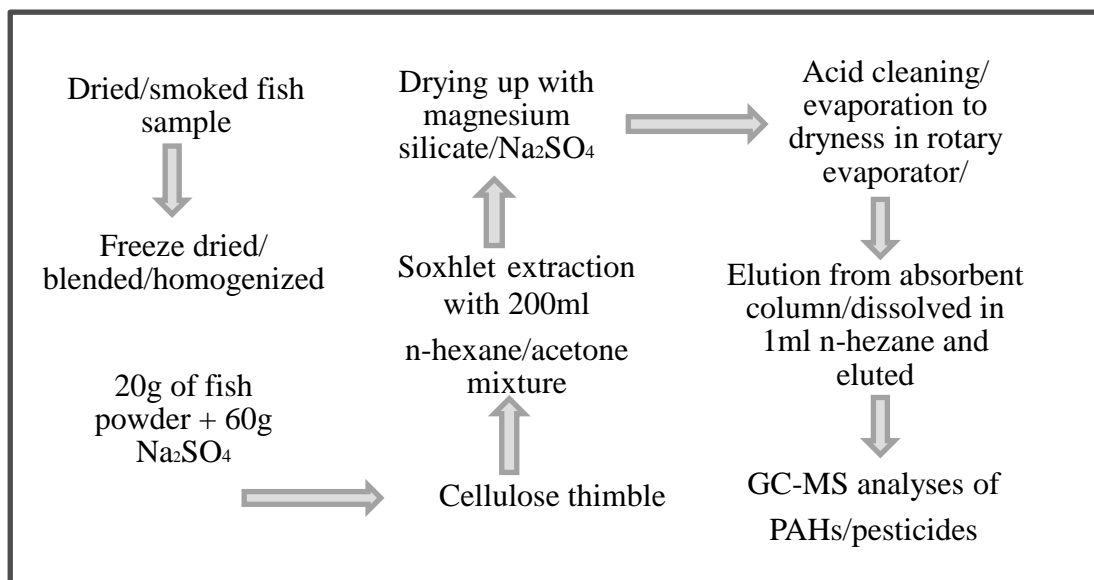 Dried/smoked fish
sample
Freeze dried/
blended/homogenized
20g of fish
powder + 60g
Na₂SO₄
Cellulose thimble
Soxhlet extraction
with 200ml
n-hexane/acetone
mixture
Drying up with
magnesium
silicate/Na₂SO₄
Acid cleaning/
evaporation to
dryness in rotary
evaporator/
Elution from absorbent
column/dissolved in
1ml n-hezane and
eluted
GC-MS analyses of
PAHs/pesticides